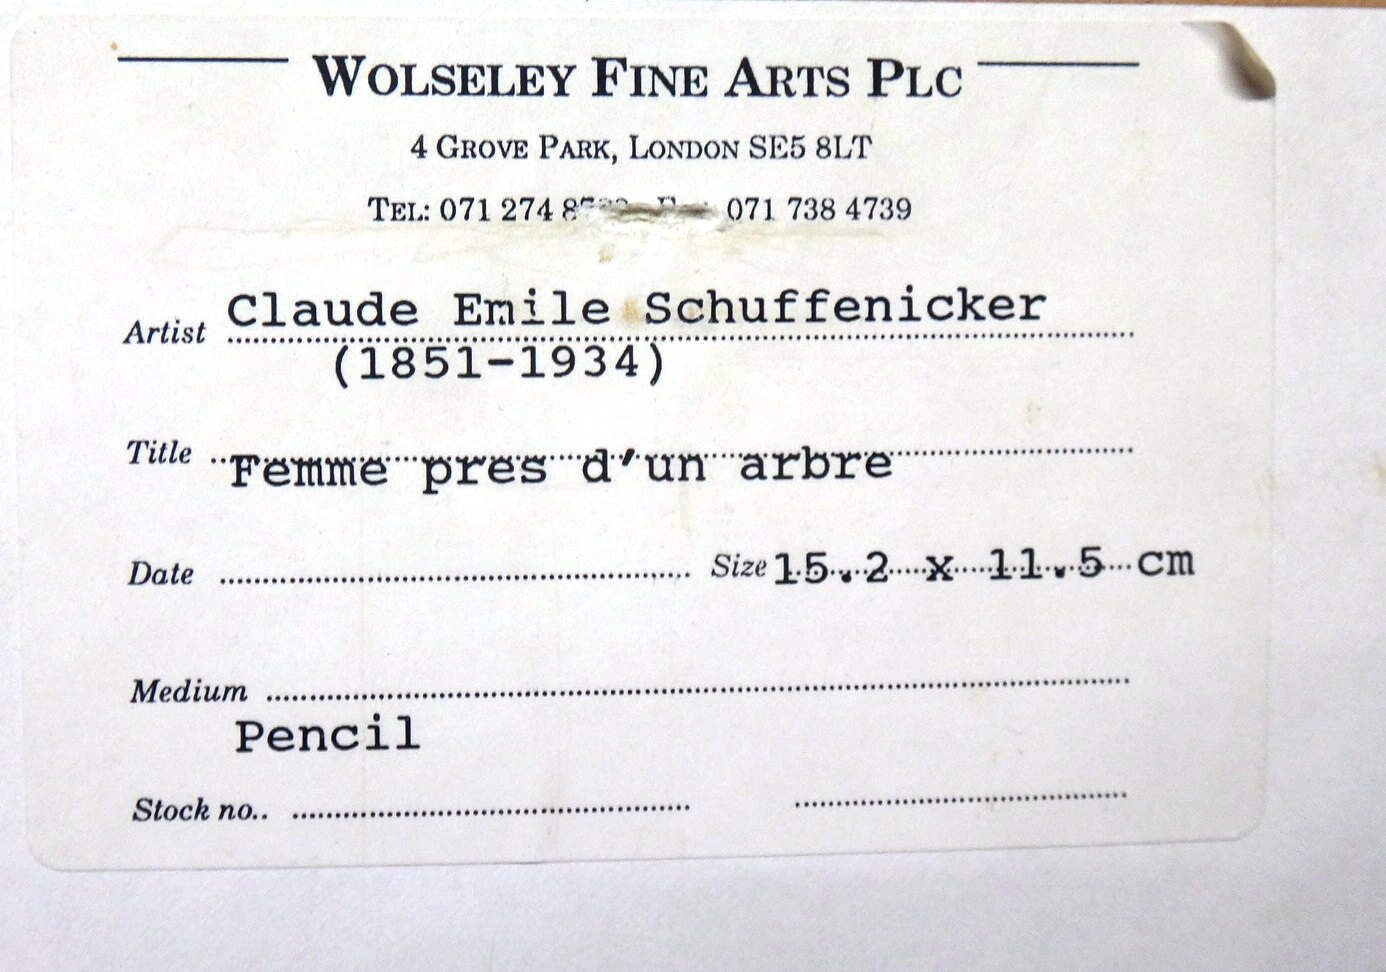 WOLSELEY FINE ARTS PLC
4 GROVE PARK, LONDON SE5 8LT
TEL: 071 274 071 738 4739
Artist Claude Emile Schuffenicker
(1851-1934)
Title Femme pres d'un arbre
Date Size 15.2 x 11.5 cm
Medium
Pencil
Stock no..